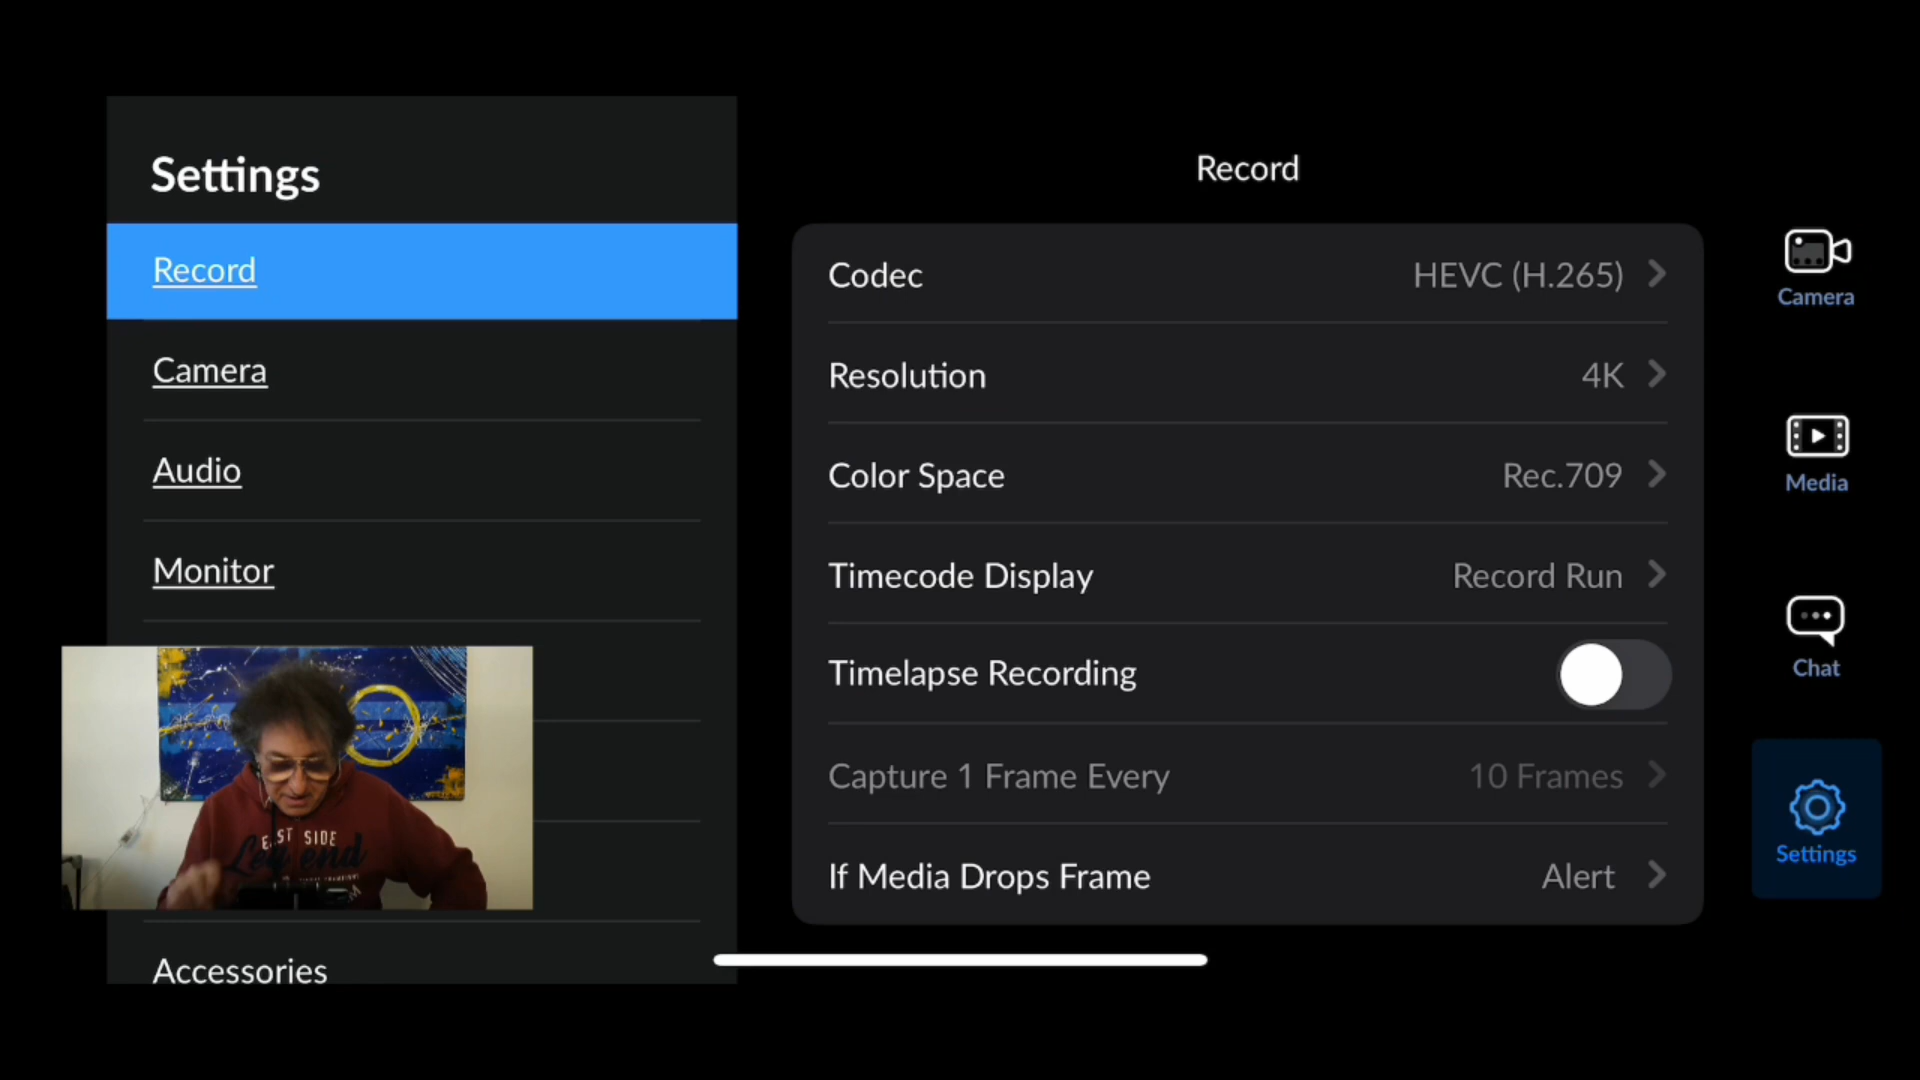 Settings
Record
Camera
Audio
Monitor
Accessories
Record
Codec HEVC (H.265)
Resolution 4K
Color Space Rec.709
Timecode Display Record Run
Timelapse Recording
Capture 1 Frame Every 10 Frames
If Media Drops Frame Alert
Camera
Media
Chat
Settings
EAST SIDE
Legend